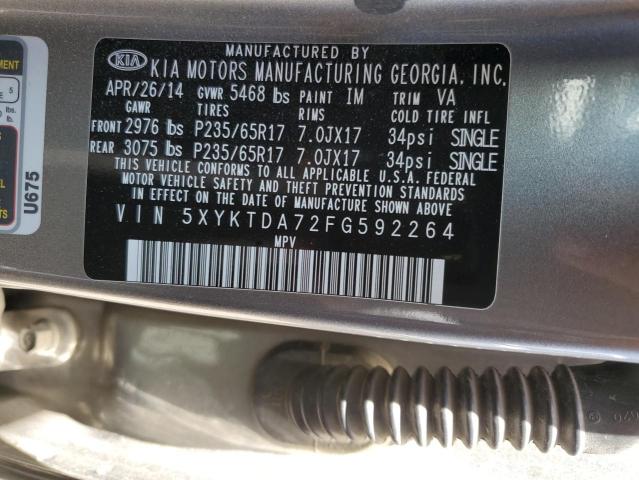 MANUFACTURED BY
KIA KIA MOTORS MANUFACTURING GEORGIA, INC.
APR/26/14 GVWR 5468 lbs PAINT IM TRIM VA
GAWR TIRES RIMS COLD TIRE INFL
FRONT 2976 lbs P235/65R17 7.0JX17 34psi SINGLE
REAR 3075 lbs P235/65R17 7.0JX17 34psi SINGLE
THIS VEHICLE CONFORMS TO ALL APPLICABLE U.S.A. FEDERAL
MOTOR VEHICLE SAFETY AND THEFT PREVENTION STANDARDS
IN EFFECT ON THE DATE OF MANUFACTURE SHOWN ABOVE.
VIN 5XYKTDA72FG592264
MPV
MENT
5
lbs.
U675